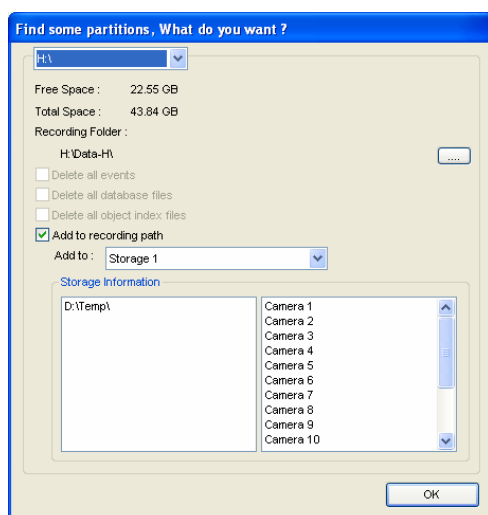 Find some partitions, What do you want ?
H:\
Free Space : 22.55 GB
Total Space : 43.84 GB
Recording Folder :
H:\Data-H\
....
Delete all events
Delete all database files
Delete all object index files
Add to recording path
Add to : Storage 1
Storage Information
D:\Temp\
Camera 1
Camera 2
Camera 3
Camera 4
Camera 5
Camera 6
Camera 7
Camera 8
Camera 9
Camera 10
OK